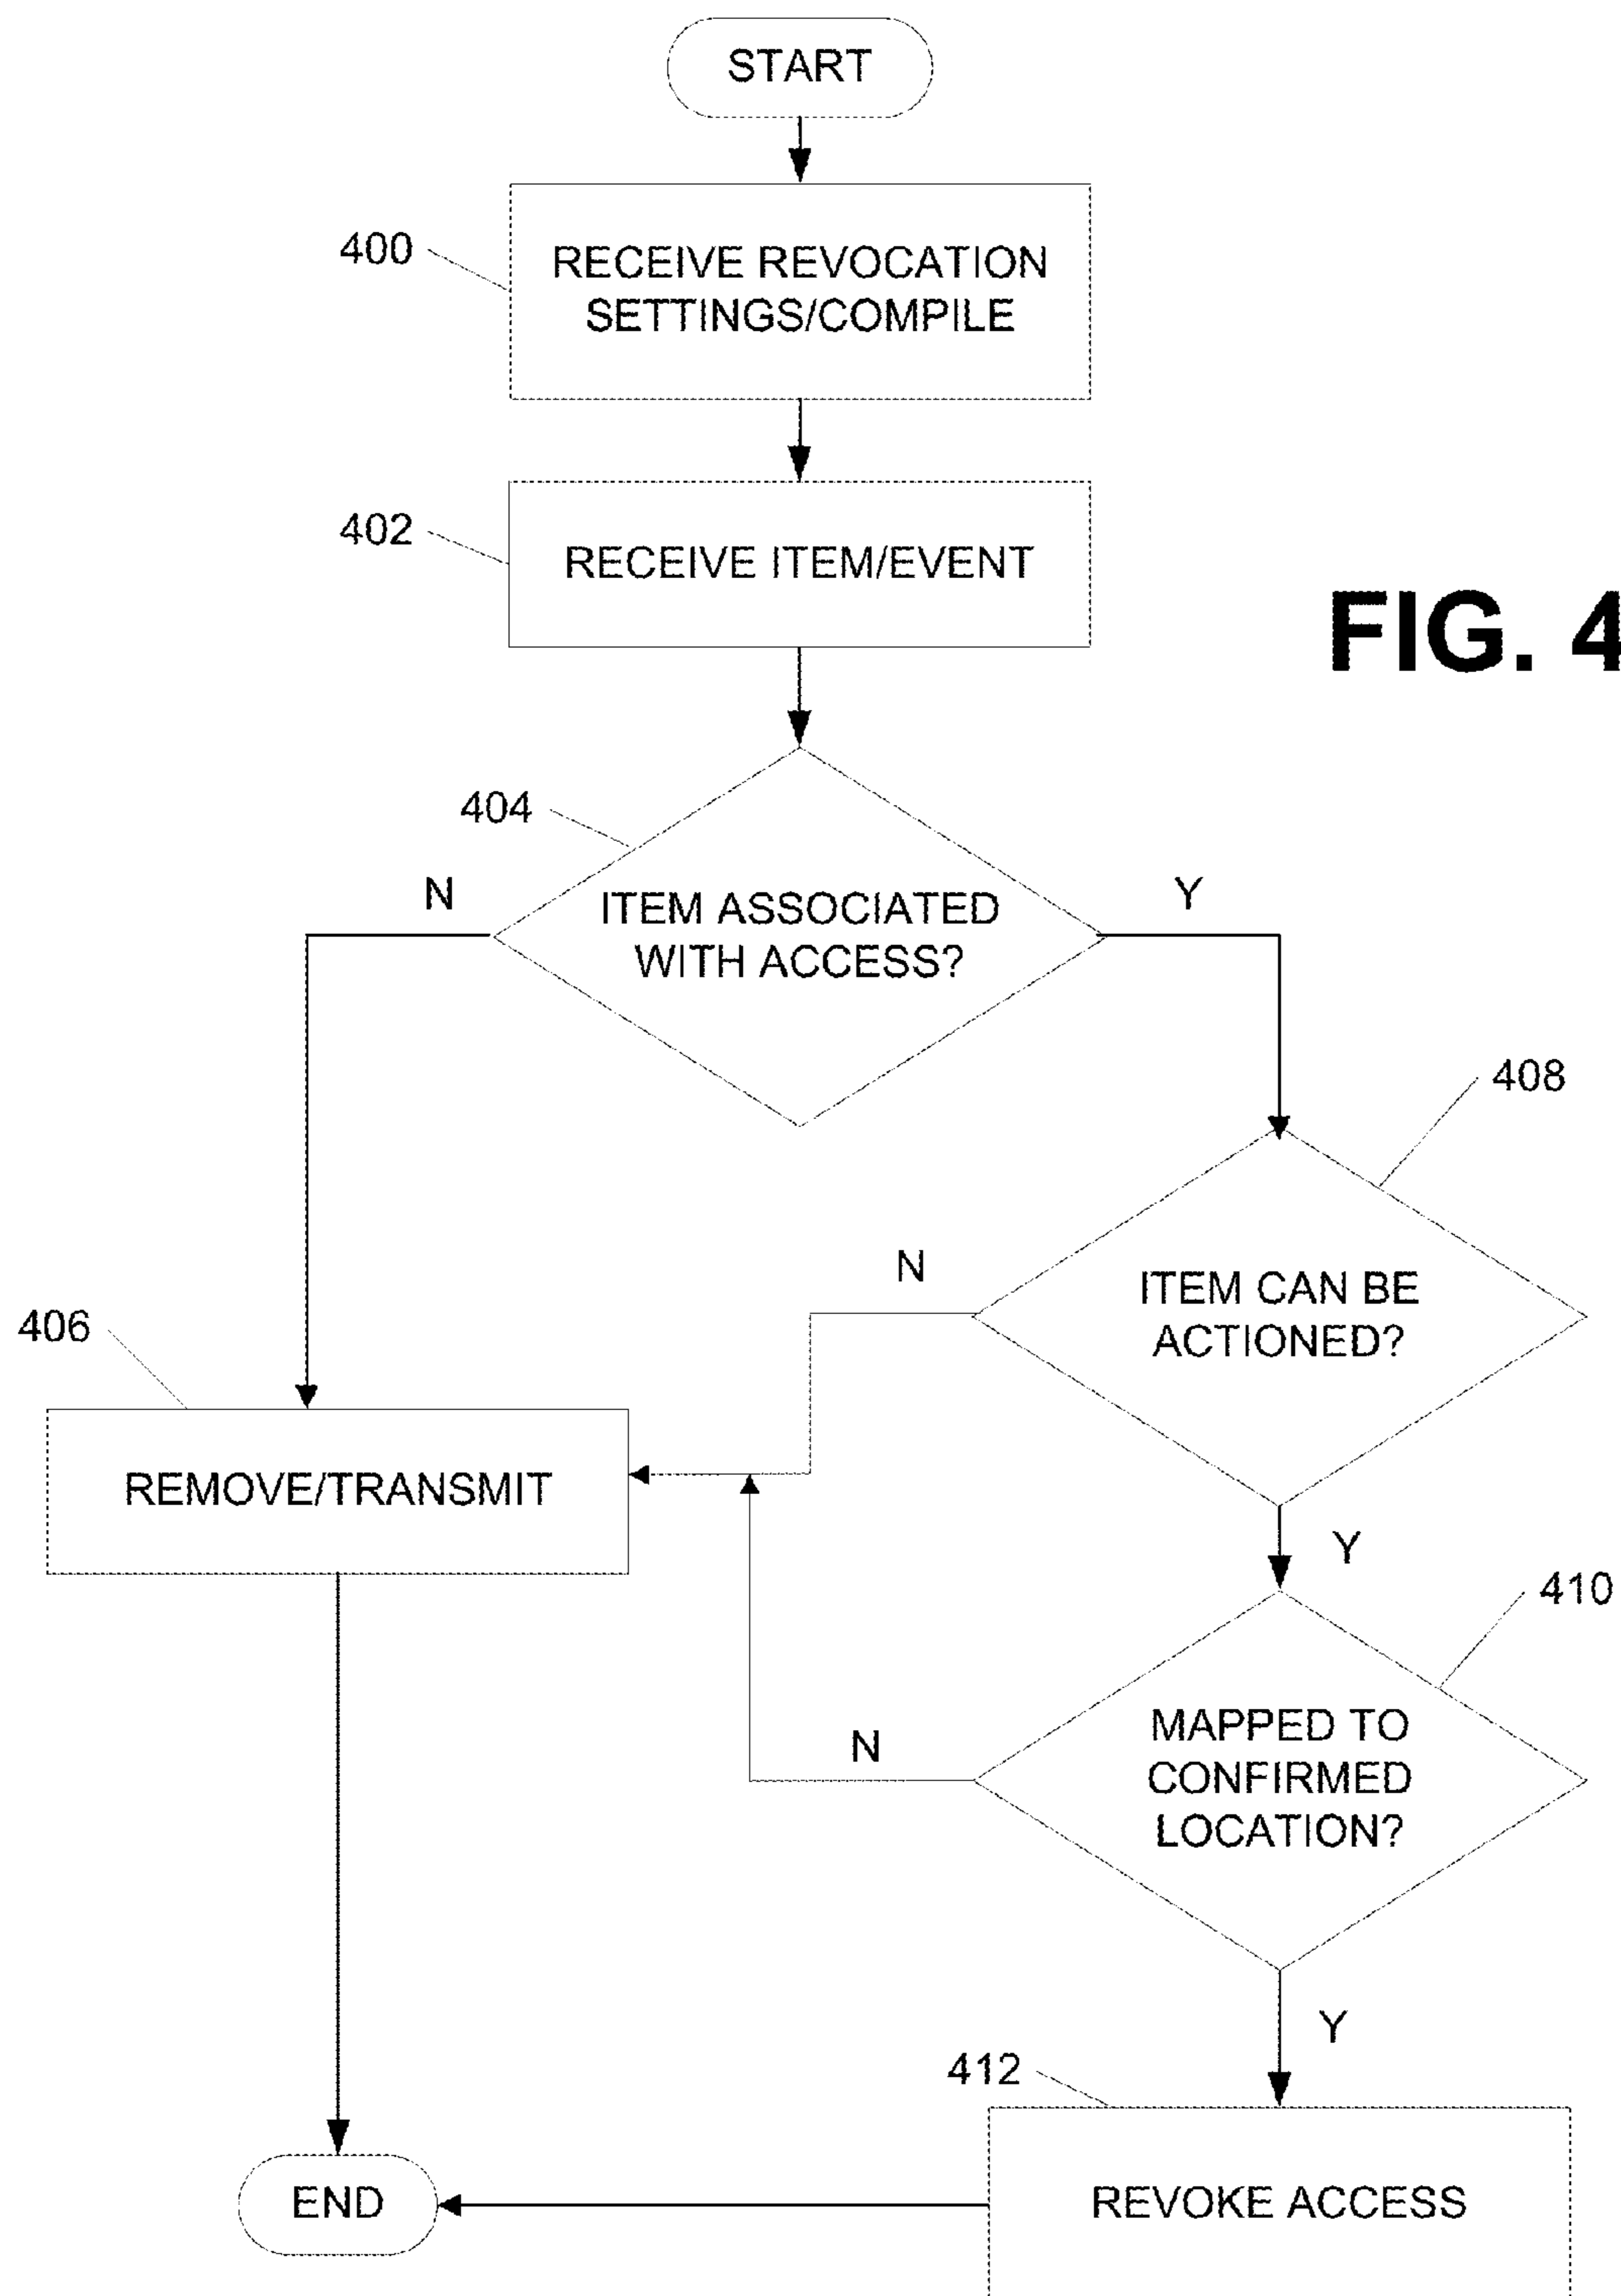 START
400
RECEIVE REVOCATION
SETTINGS/COMPILE
402
RECEIVE ITEM/EVENT
FIG. 4
404
N
ITEM ASSOCIATED
WITH ACCESS?
Y
408
N
ITEM CAN BE
ACTIONED?
406
REMOVE/TRANSMIT
Y
410
N
MAPPED TO
CONFIRMED
LOCATION?
Y
412
END
REVOKE ACCESS